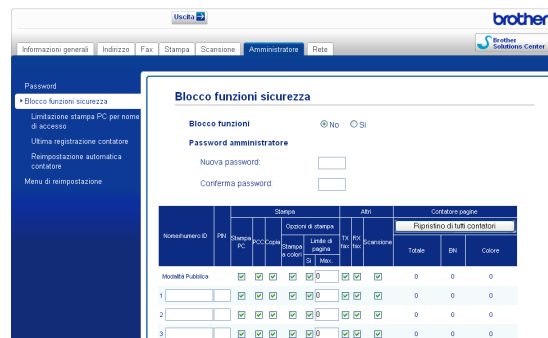 Uscita
brother
Informazioni generali Indirizzo Fax Stampa Scansione Amministratore Rete
Brother
Solutions Center
Password
Blocco funzioni sicurezza
Limitazione stampa PC per nome
di accesso
Ultima registrazione contatore
Reimpostazione automatica
contatore
Menu di reimpostazione
Blocco funzioni sicurezza
Blocco funzioni No Sì
Password amministratore
Nuova password:
Conferma password:
Stampa Altri Contatore pagine
Nome/numero ID PIN Stampa PC PCC Copia Opzioni di stampa TX fax RX fax Scansione Ripristino di tutti contatori
Stampa a colori Limite di pagina Totale BN Colore
Sì Max.
Modalità Pubblica 0 0 0 0
1 0 0 0 0
2 0 0 0 0
3 0 0 0 0